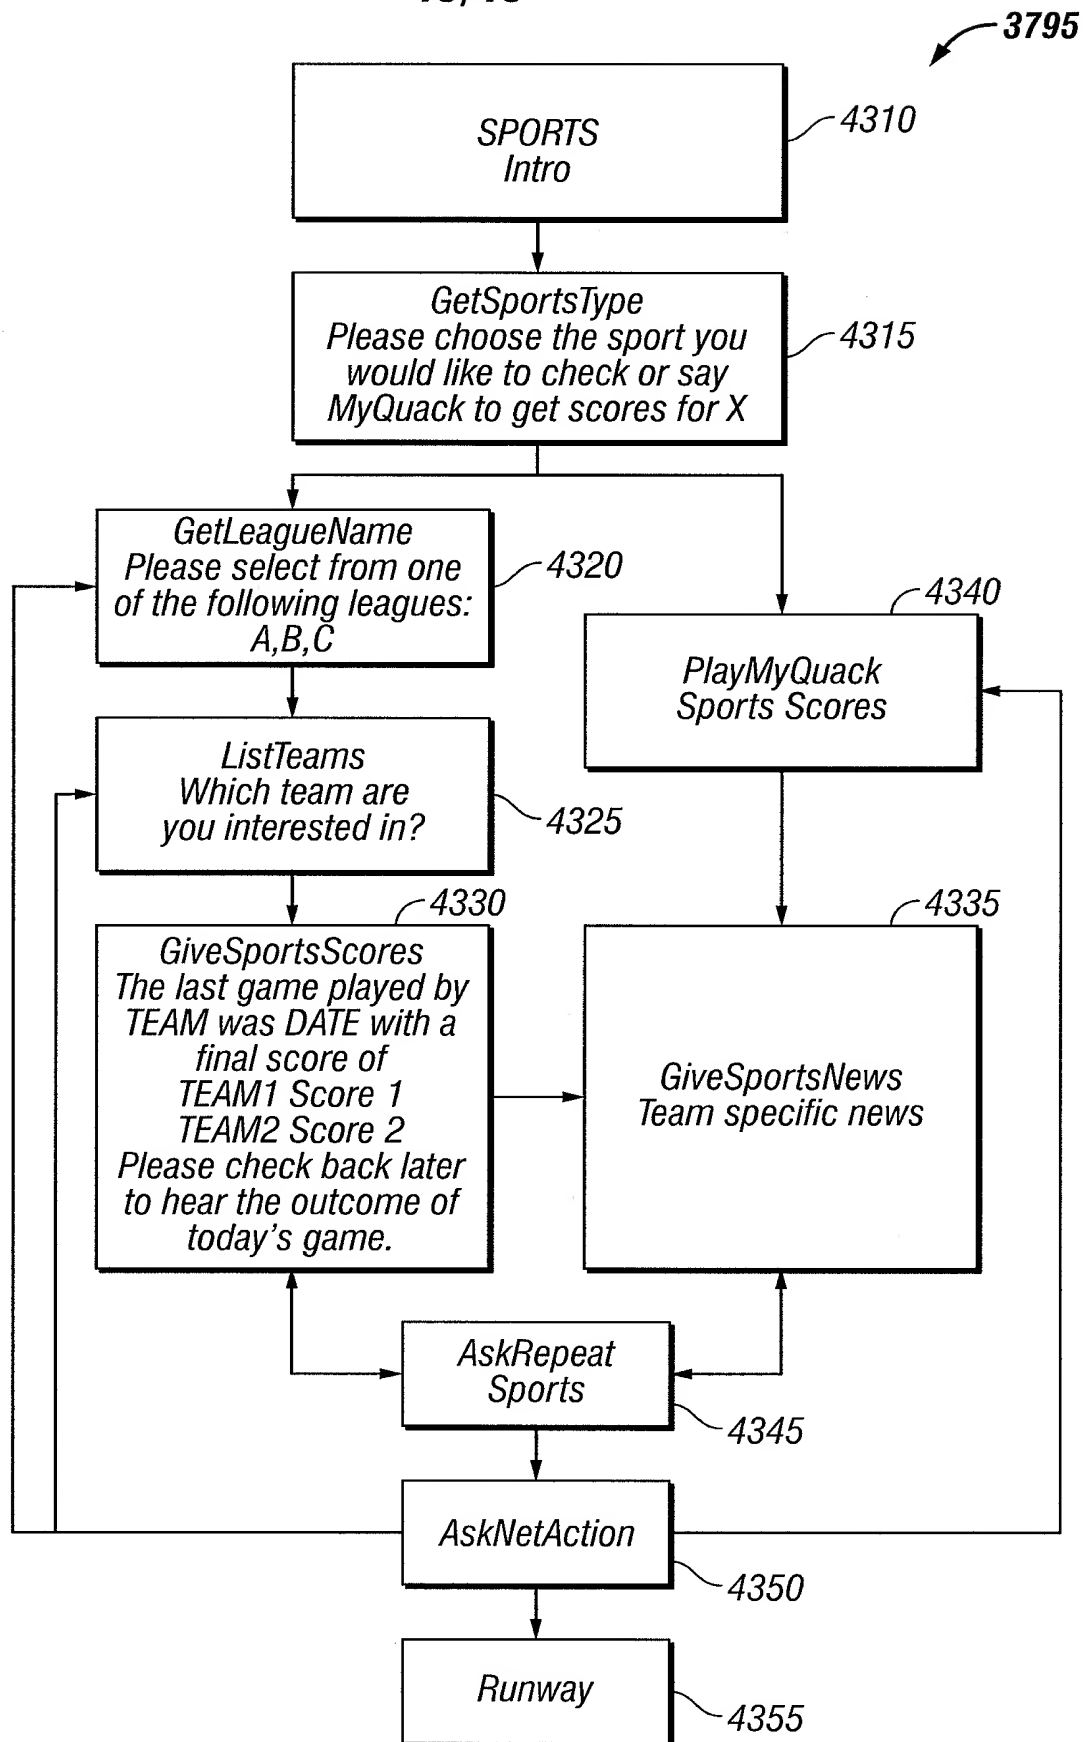 3795
SPORTS
Intro
4310
GetSportsType
Please choose the sport you
would like to check or say
MyQuack to get scores for X
4315
GetLeagueName
Please select from one
of the following leagues:
A,B,C
4320
4340
PlayMyQuack
Sports Scores
ListTeams
Which team are
you interested in?
4325
4330
GiveSportsScores
The last game played by
TEAM was DATE with a
final score of
TEAM1 Score 1
TEAM2 Score 2
Please check back later
to hear the outcome of
today's game.
4335
GiveSportsNews
Team specific news
AskRepeat
Sports
4345
AskNetAction
4350
Runway
4355